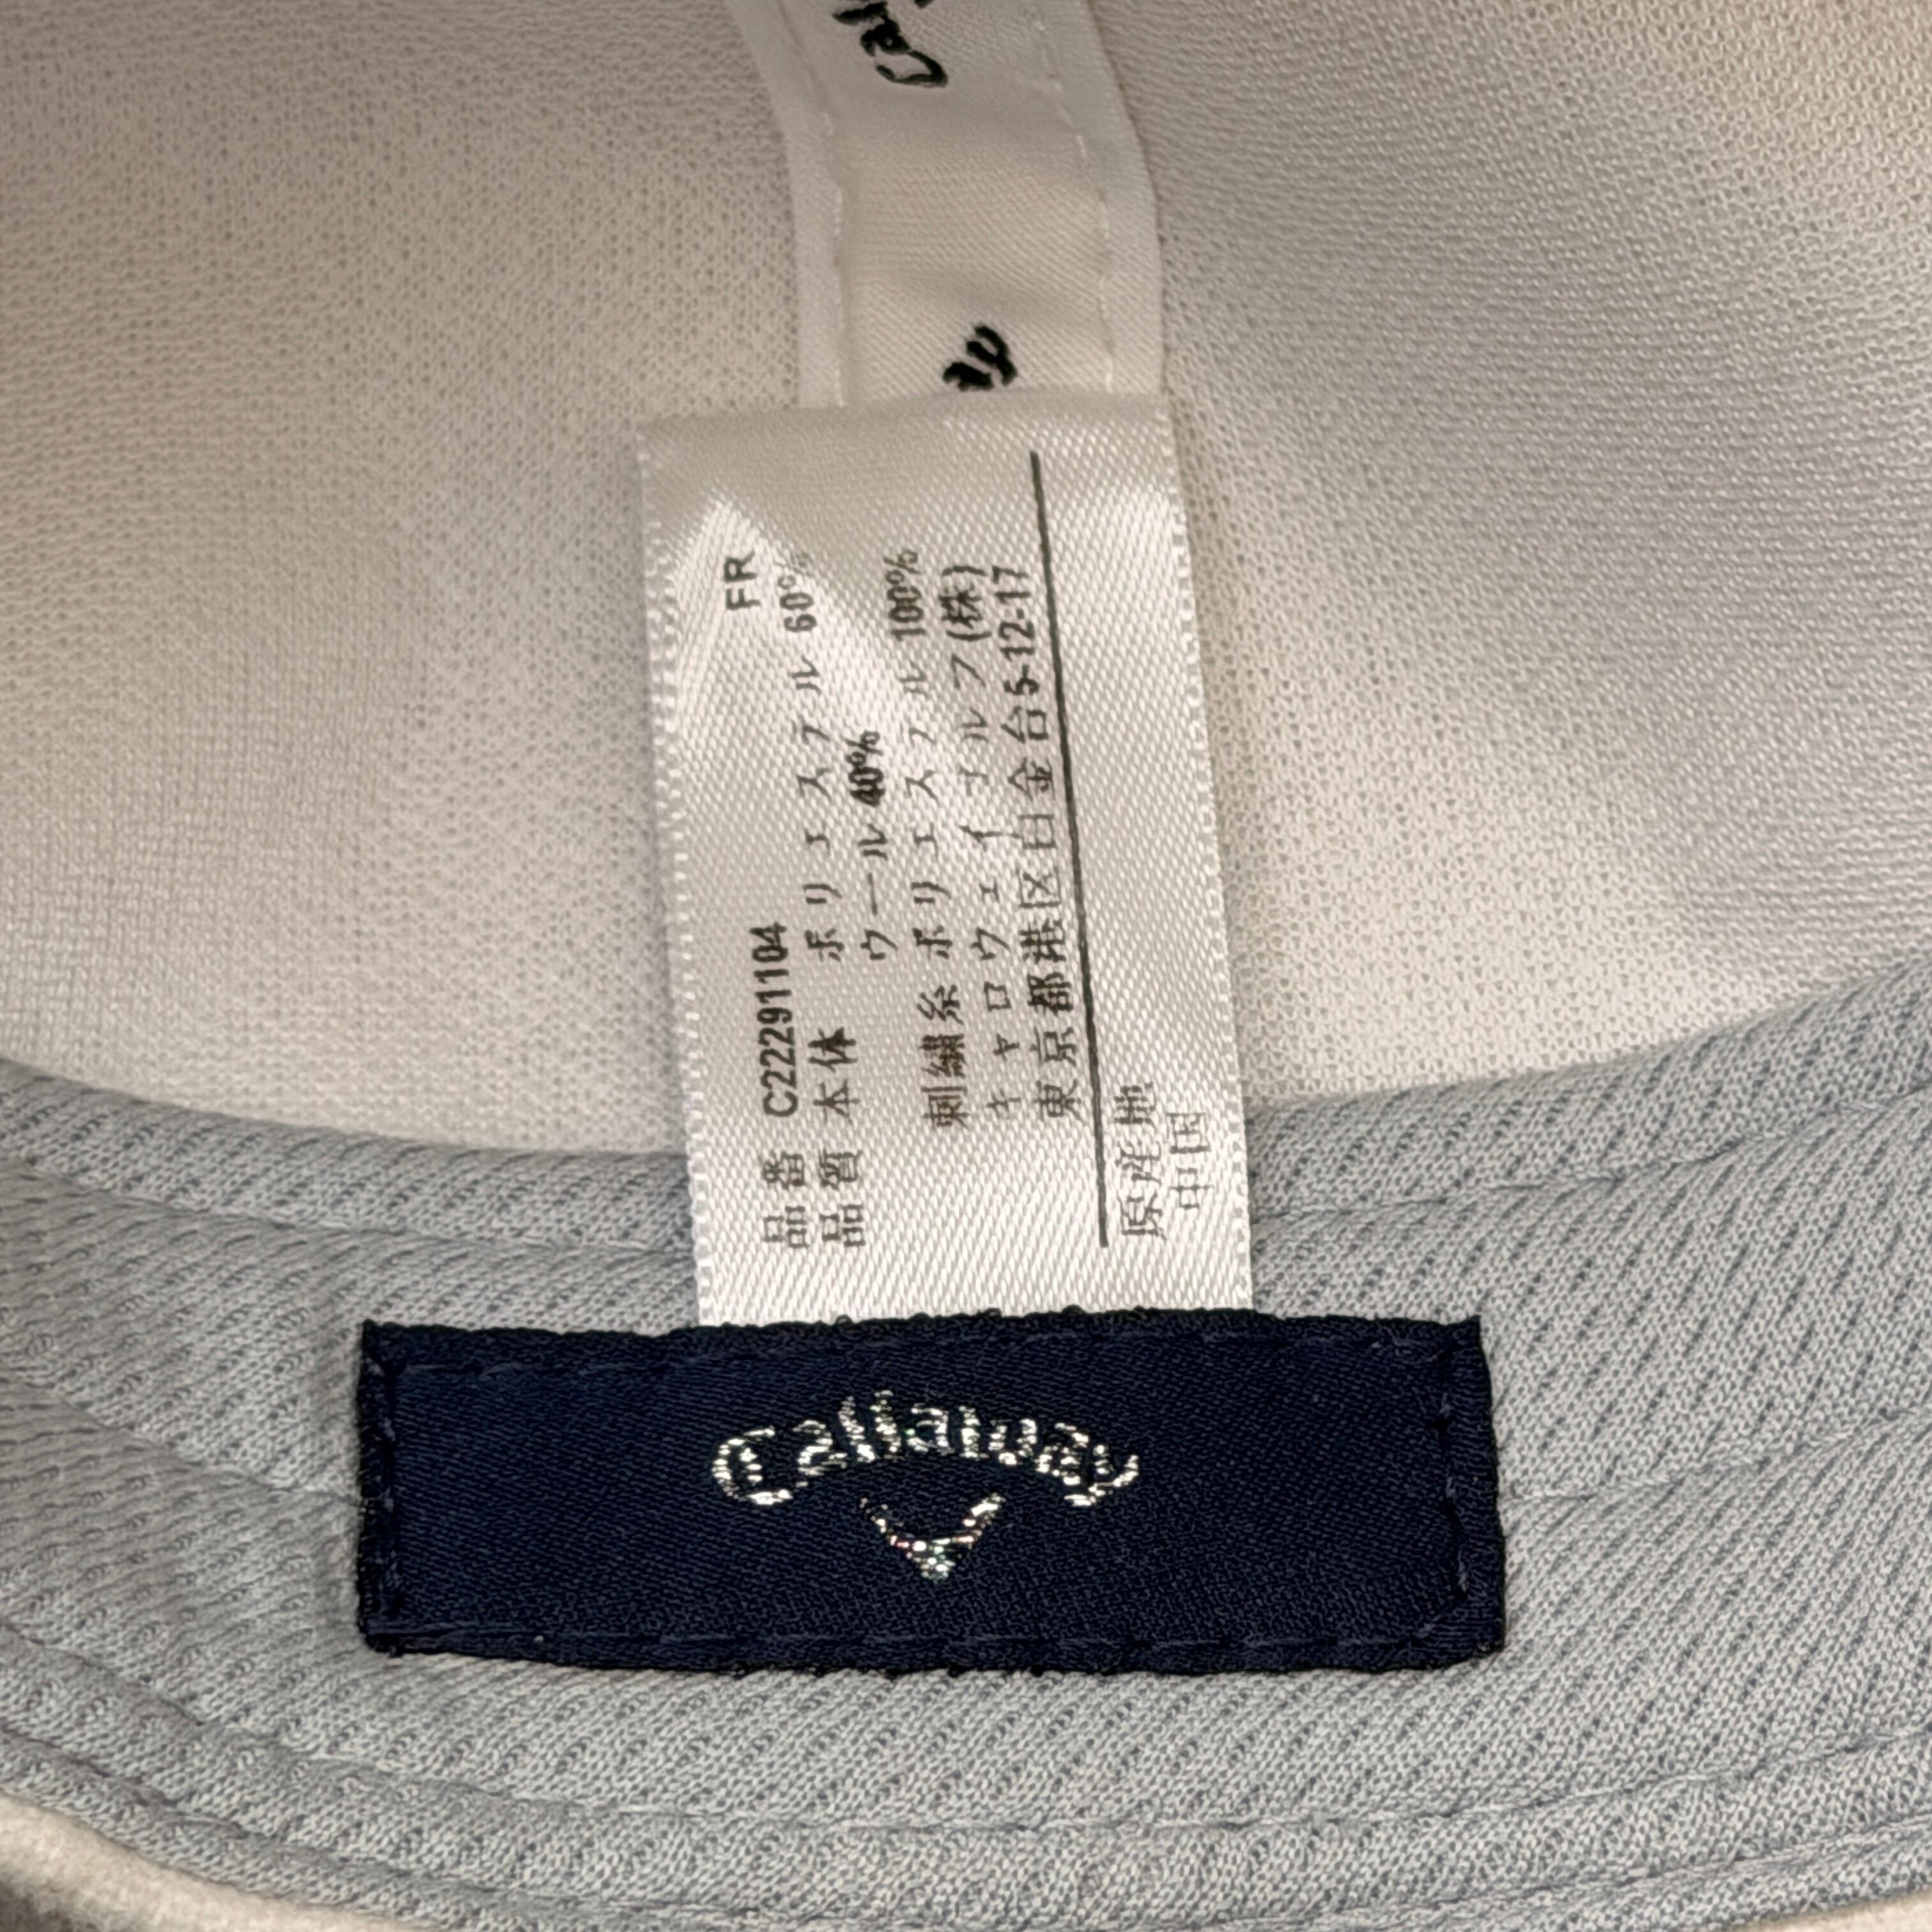 FR
品番 C22291104
品質 本体 ポリエステル 60%
ウール 40%
刺繍糸 ポリエステル 100%
キャロウェイゴルフ(株)
東京都港区白金台5-12-17
原産地
中国
Callaway